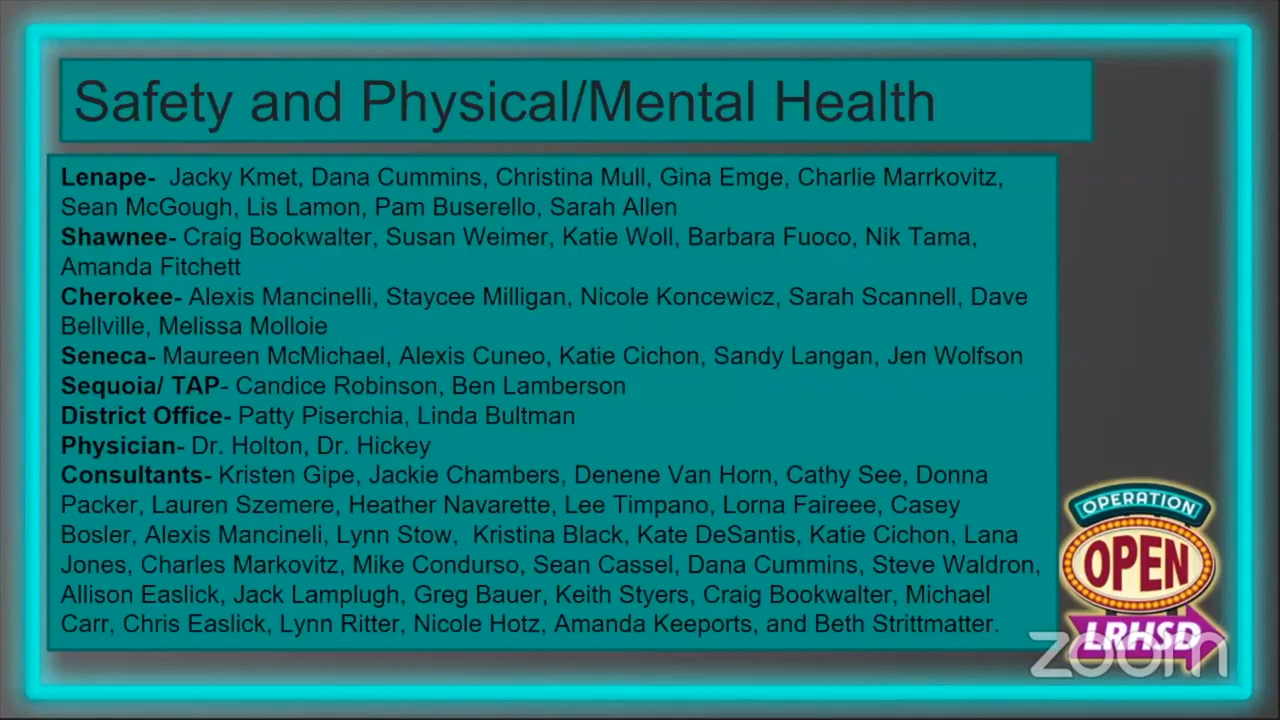 Safety and Physical/Mental Health
Lenape- Jacky Kmet, Dana Cummins, Christina Mull, Gina Emge, Charlie Marrkovitz,
Sean McGough, Lis Lamon, Pam Buserello, Sarah Allen
Shawnee- Craig Bookwalter, Susan Weimer, Katie Woll, Barbara Fuoco, Nik Tama,
Amanda Fitchett
Cherokee- Alexis Mancinelli, Staycee Milligan, Nicole Koncewicz, Sarah Scannell, Dave
Bellville, Melissa Molloie
Seneca- Maureen McMichael, Alexis Cuneo, Katie Cichon, Sandy Langan, Jen Wolfson
Sequoia/ TAP- Candice Robinson, Ben Lamberson
District Office- Patty Piserchia, Linda Bultman
Physician- Dr. Holton, Dr. Hickey
Consultants- Kristen Gipe, Jackie Chambers, Denene Van Horn, Cathy See, Donna
Packer, Lauren Szemere, Heather Navarette, Lee Timpano, Lorna Faireee, Casey
Bosler, Alexis Mancineli, Lynn Stow, Kristina Black, Kate DeSantis, Katie Cichon, Lana
Jones, Charles Markovitz, Mike Condurso, Sean Cassel, Dana Cummins, Steve Waldron,
Allison Easlick, Jack Lamplugh, Greg Bauer, Keith Styers, Craig Bookwalter, Michael
Carr, Chris Easlick, Lynn Ritter, Nicole Hotz, Amanda Keeports, and Beth Strittmatter.
OPERATION
OPEN
LRHSD
zoom